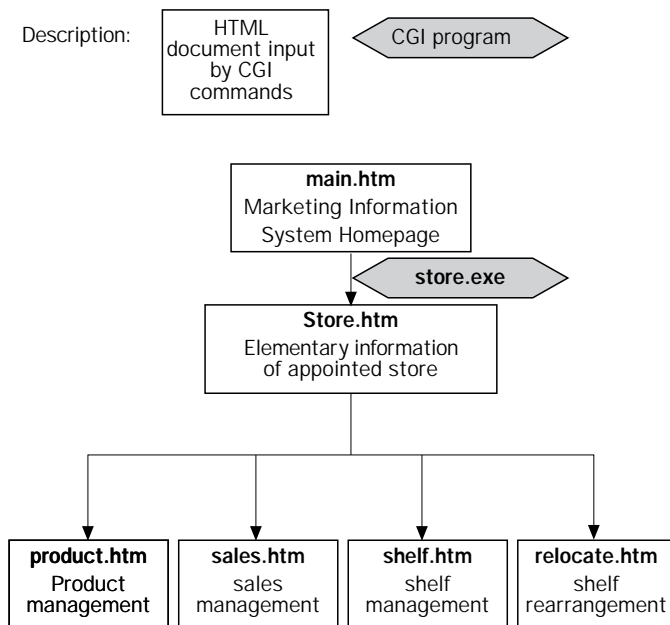 Description:
HTML
document input
by CGI
commands
CGI program
main.htm
Marketing Information
System Homepage
store.exe
Store.htm
Elementary information
of appointed store
product.htm
Product
management
sales.htm
sales
management
shelf.htm
shelf
management
relocate.htm
shelf
rearrangement